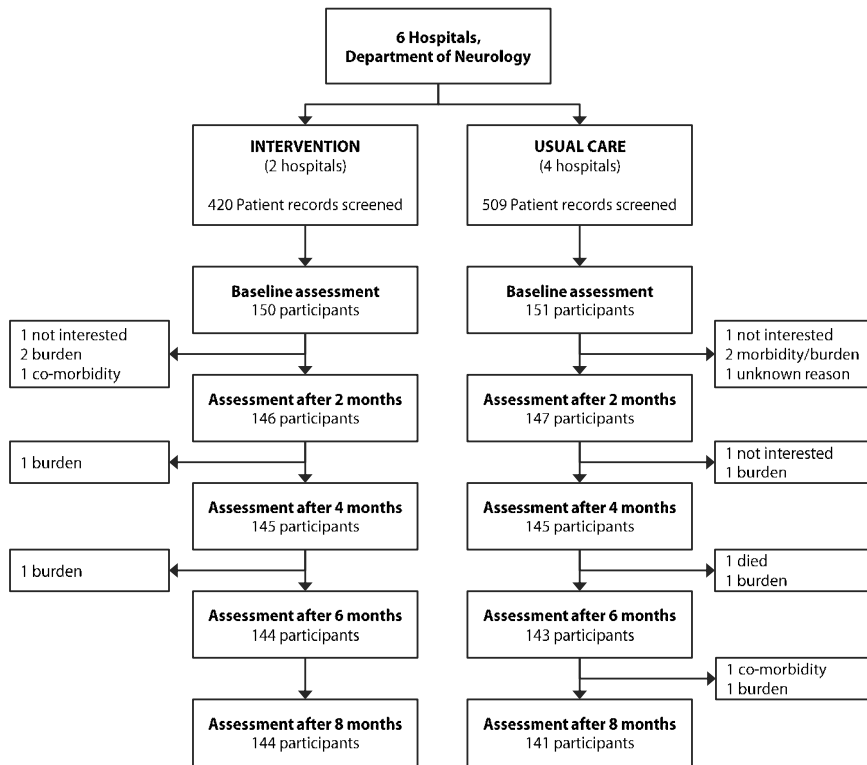 6 Hospitals,
Department of Neurology
INTERVENTION
(2 hospitals)
420 Patient records screened
USUAL CARE
(4 hospitals)
509 Patient records screened
Baseline assessment
150 participants
Baseline assessment
151 participants
1 not interested
2 burden
1 co-morbidity
1 not interested
2 morbidity/burden
1 unknown reason
Assessment after 2 months
146 participants
Assessment after 2 months
147 participants
1 burden
1 not interested
1 burden
Assessment after 4 months
145 participants
Assessment after 4 months
145 participants
1 burden
1 died
1 burden
Assessment after 6 months
144 participants
Assessment after 6 months
143 participants
1 co-morbidity
1 burden
Assessment after 8 months
144 participants
Assessment after 8 months
141 participants